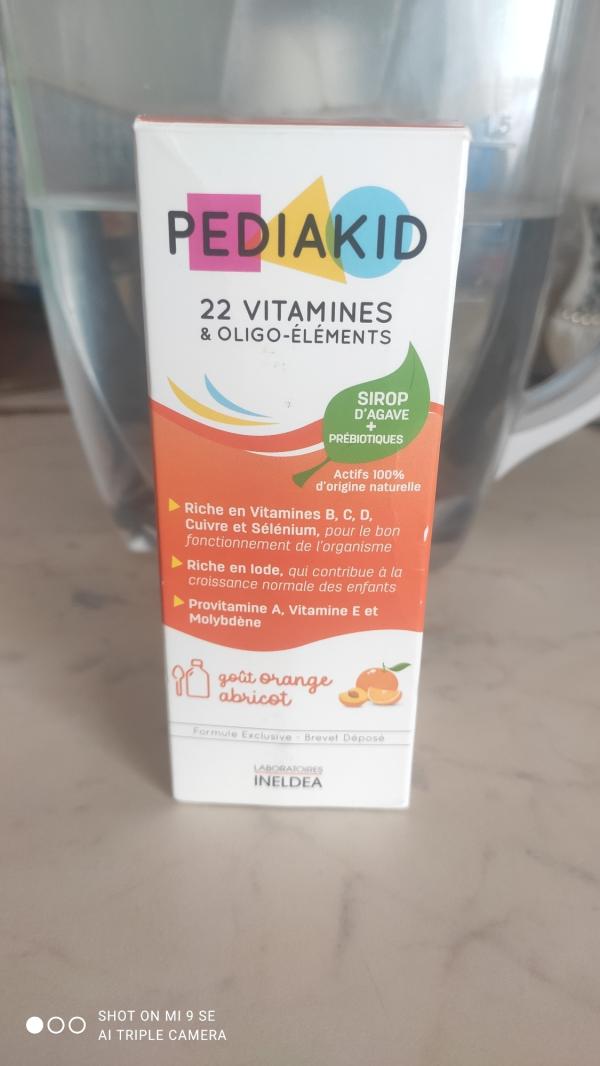 PEDIAKID
22 VITAMINES
& OLIGO-ÉLÉMENTS
SIROP
D'AGAVE
+
PRÉBIOTIQUES
Actifs 100%
d'origine naturelle
Riche en Vitamines B, C, D,
Cuivre et Sélénium, pour le bon
fonctionnement de l'organisme
Riche en Iode, qui contribue à la
croissance normale des enfants
Provitamine A, Vitamine E et
Molybdène
goût orange
abricot
Formule Exclusive - Brevet Déposé
LABORATOIRES
INELDEA
SHOT ON MI 9 SE
AI TRIPLE CAMERA